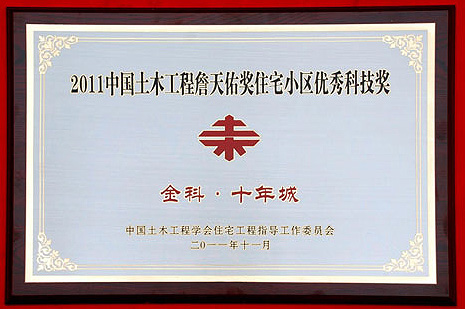 2011中国土木工程詹天佑奖住宅小区优秀科技奖
金科·十年城
中国土木工程学会住宅工程指导工作委员会
二〇一一年十一月